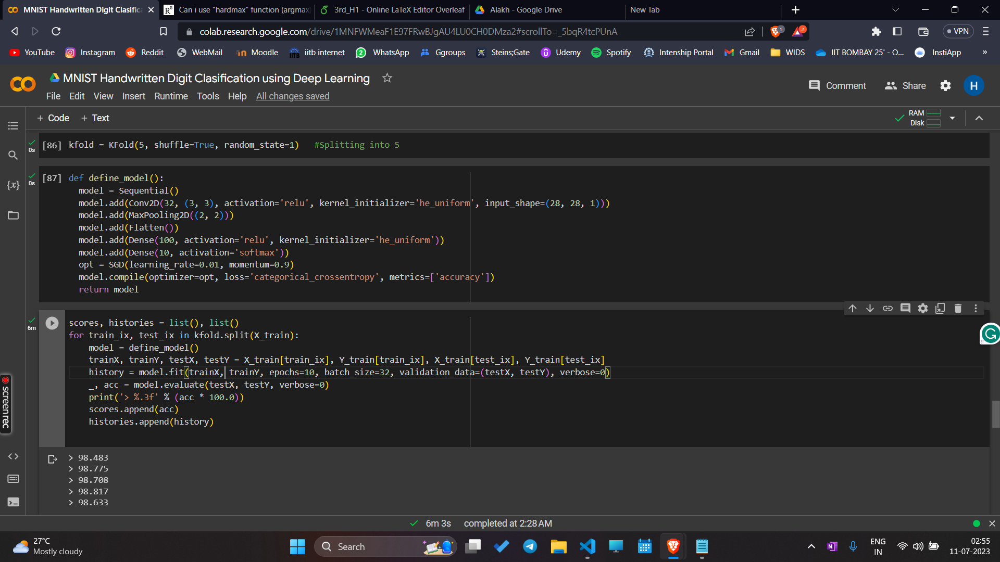 MNIST Handwritten Digit Clasific
Can i use "hardmax" function (argmax
3rd_H1 - Online LaTeX Editor Overleaf
Alakh - Google Drive
New Tab
colab.research.google.com/drive/1MNFWMeaF1E97FRwBJgAU4LU0CH0DMza2#scrollTo=_5bqR4tcPUnA
1
2
VPN
YouTube
Instagram
Reddit
WebMail
Moodle
iitb internet
WhatsApp
Ggroups
Steins;Gate
Udemy
Spotify
Intenship Portal
Gmail
WIDS
IIT BOMBAY 25' - O...
InstiApp
»
MNIST Handwritten Digit Clasification using Deep Learning
Comment
Share
H
File Edit View Insert Runtime Tools Help All changes saved
+ Code + Text
RAM
Disk
[86] kfold = KFold(5, shuffle=True, random_state=1)   #Splitting into 5
0s
[87] def define_model():
0s
model = Sequential()
model.add(Conv2D(32, (3, 3), activation='relu', kernel_initializer='he_uniform', input_shape=(28, 28, 1)))
model.add(MaxPooling2D((2, 2)))
model.add(Flatten())
model.add(Dense(100, activation='relu', kernel_initializer='he_uniform'))
model.add(Dense(10, activation='softmax'))
opt = SGD(learning_rate=0.01, momentum=0.9)
model.compile(optimizer=opt, loss='categorical_crossentropy', metrics=['accuracy'])
return model
6m
scores, histories = list(), list()
for train_ix, test_ix in kfold.split(X_train):
model = define_model()
trainX, trainY, testX, testY = X_train[train_ix], Y_train[train_ix], X_train[test_ix], Y_train[test_ix]
history = model.fit(trainX, trainY, epochs=10, batch_size=32, validation_data=(testX, testY), verbose=0)
_, acc = model.evaluate(testX, testY, verbose=0)
print('> %.3f' % (acc * 100.0))
scores.append(acc)
histories.append(history)
screenrec
> 98.483
> 98.775
> 98.708
> 98.817
> 98.633
6m 3s completed at 2:28 AM
27°C
Mostly cloudy
Search
ENG
IN
02:55
11-07-2023